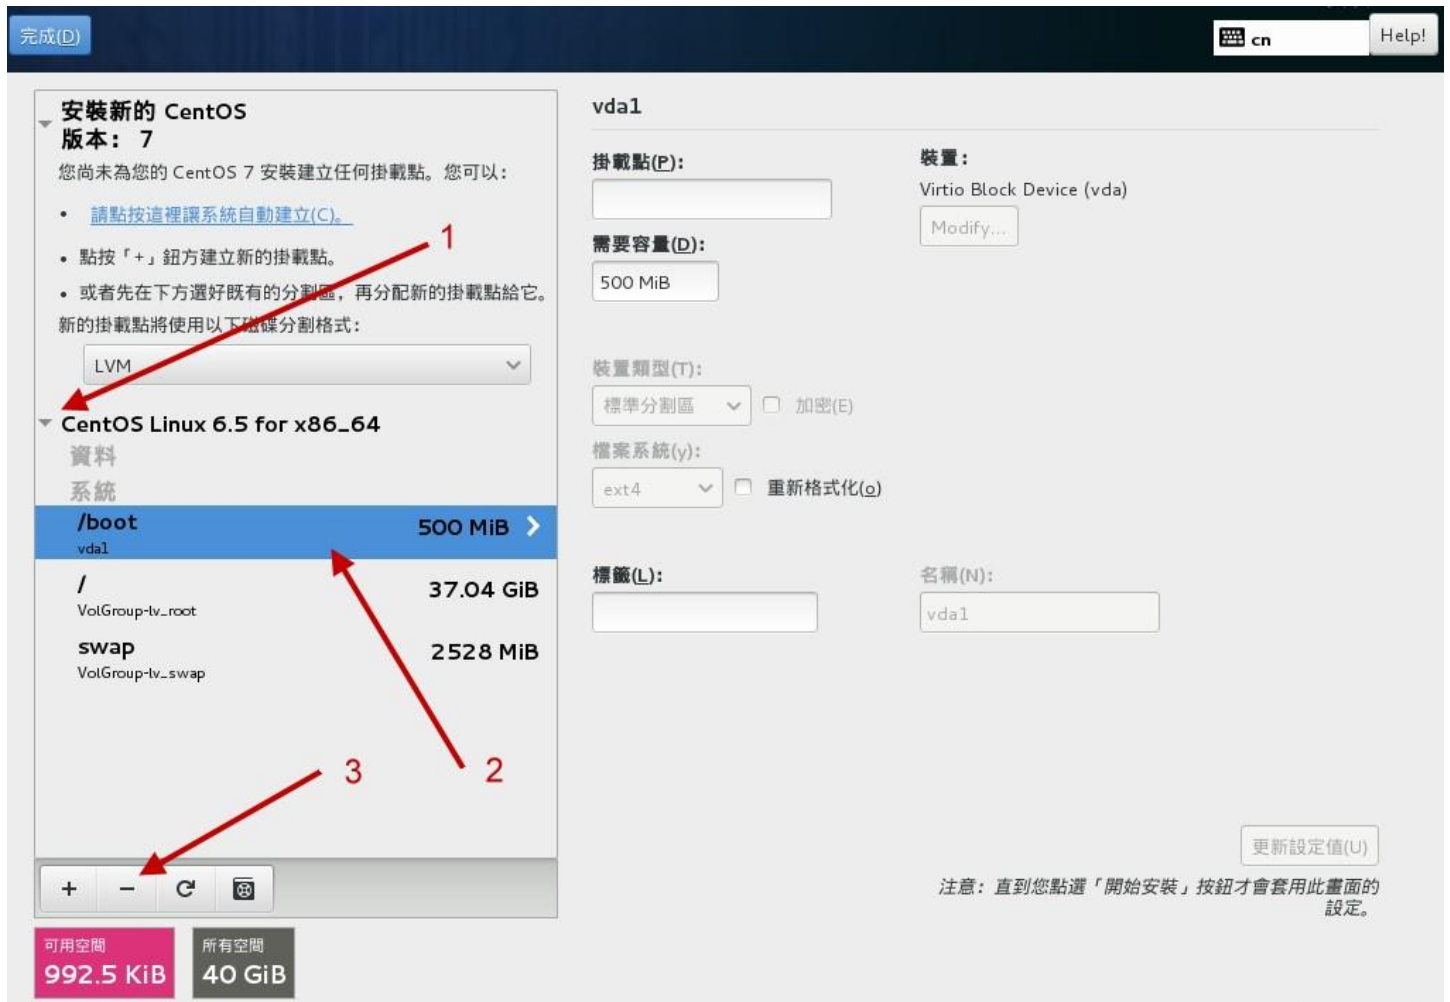 完成(D)
cn
Help!
安裝新的 CentOS
版本： 7
您尚未為您的 CentOS 7 安裝建立任何掛載點。您可以：
• 請點按這裡讓系統自動建立(C)。
1
• 點按「+」鈕方建立新的掛載點。
• 或者先在下方選好既有的分割區，再分配新的掛載點給它。
新的掛載點將使用以下磁碟分割格式：
LVM
CentOS Linux 6.5 for x86_64
資料
系統
/boot 500 MiB
vda1
/ 37.04 GiB
VolGroup-lv_root
swap 2528 MiB
VolGroup-lv_swap
3
2
+ −
可用空間
992.5 KiB
所有空間
40 GiB
vda1
掛載點(P)：
裝置：
Virtio Block Device (vda)
Modify...
需要容量(D)：
500 MiB
裝置類型(T)：
標準分割區
加密(E)
檔案系統(y)：
ext4
重新格式化(o)
標籤(L)：
名稱(N)：
vda1
更新設定值(U)
注意：直到您點選「開始安裝」按鈕才會套用此畫面的
設定。